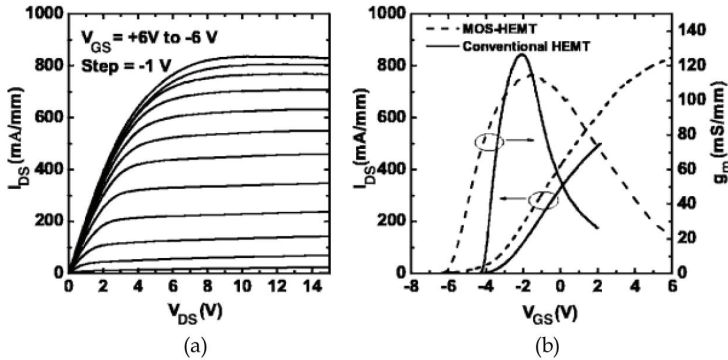 V_GS = +6V to -6 V
Step = -1 V
I_DS (mA/mm)
1000
800
600
400
200
0
0 2 4 6 8 10 12 14
V_DS(V)
(a)
MOS-HEMT
Conventional HEMT
I_DS(mA/mm)
1000
800
600
400
200
0
-8 -6 -4 -2 0 2 4 6
V_GS(V)
140
120
100
80
60
40
20
0
g_m(mS/mm)
(b)